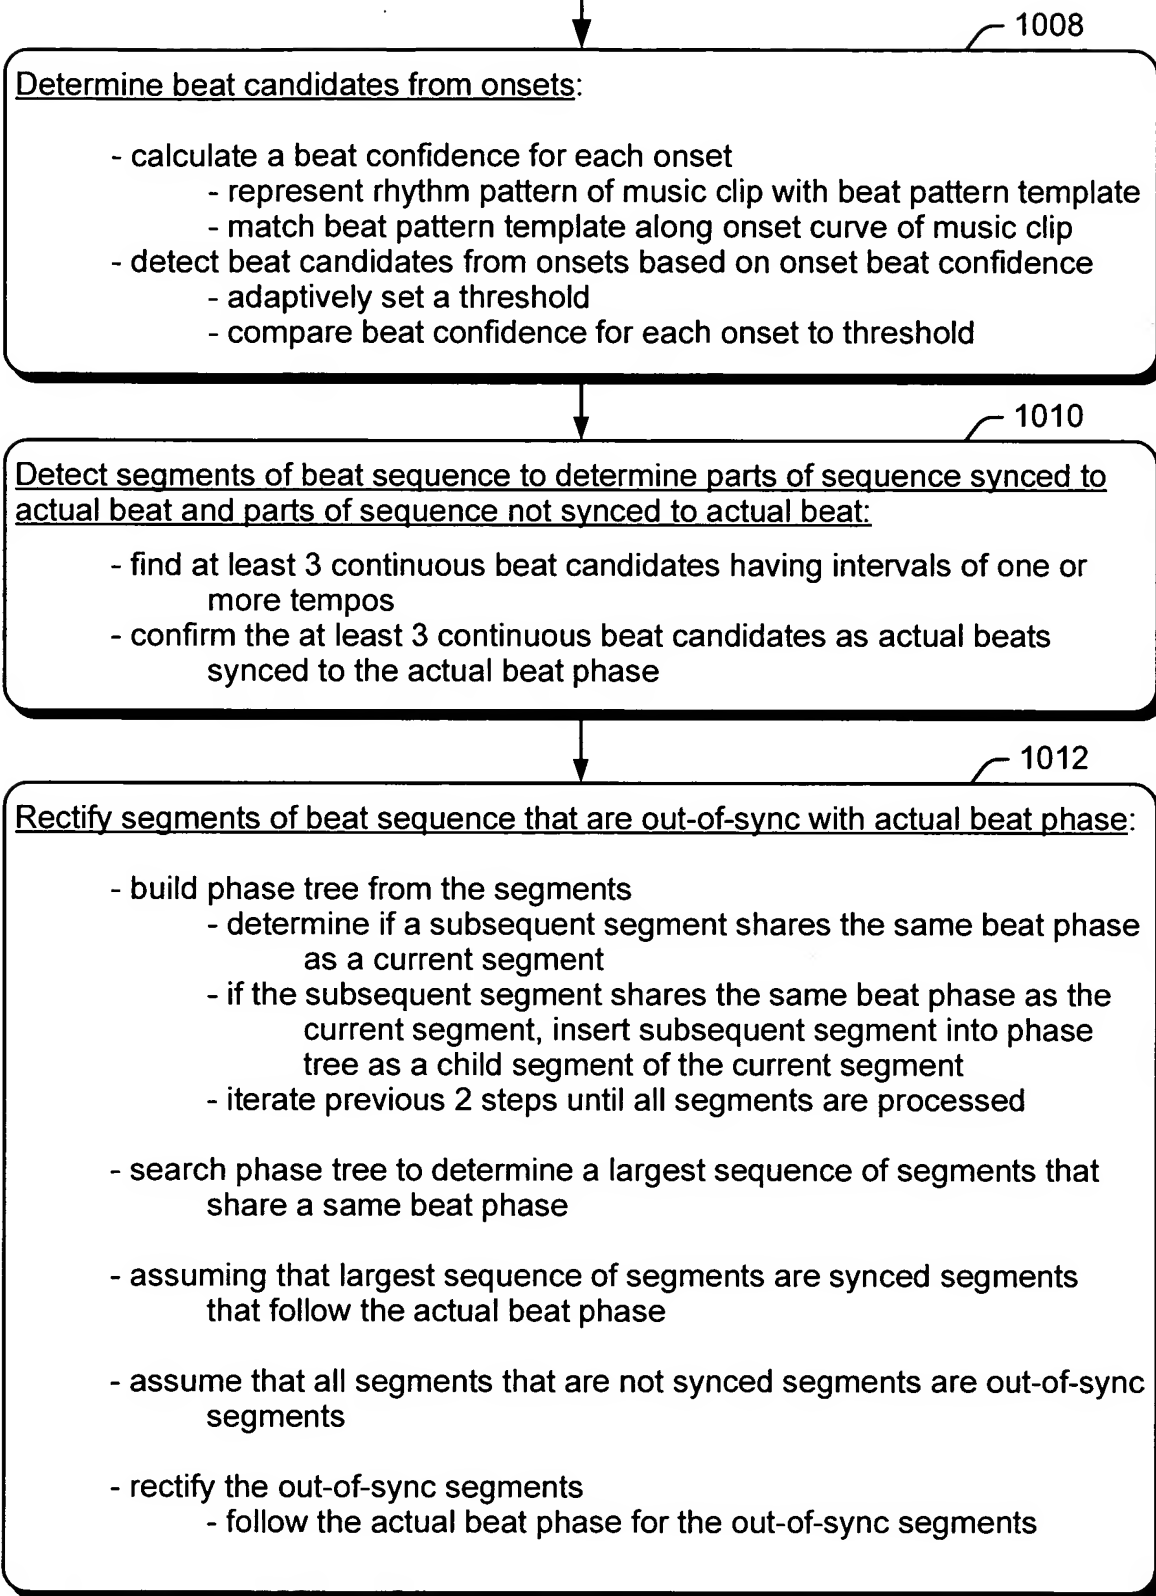 1008
Determine beat candidates from onsets:
- calculate a beat confidence for each onset
- represent rhythm pattern of music clip with beat pattern template
- match beat pattern template along onset curve of music clip
- detect beat candidates from onsets based on onset beat confidence
- adaptively set a threshold
- compare beat confidence for each onset to threshold
1010
Detect segments of beat sequence to determine parts of sequence synced to
actual beat and parts of sequence not synced to actual beat:
- find at least 3 continuous beat candidates having intervals of one or
more tempos
- confirm the at least 3 continuous beat candidates as actual beats
synced to the actual beat phase
1012
Rectify segments of beat sequence that are out-of-sync with actual beat phase:
- build phase tree from the segments
- determine if a subsequent segment shares the same beat phase
as a current segment
- if the subsequent segment shares the same beat phase as the
current segment, insert subsequent segment into phase
tree as a child segment of the current segment
- iterate previous 2 steps until all segments are processed
- search phase tree to determine a largest sequence of segments that
share a same beat phase
- assuming that largest sequence of segments are synced segments
that follow the actual beat phase
- assume that all segments that are not synced segments are out-of-sync
segments
- rectify the out-of-sync segments
- follow the actual beat phase for the out-of-sync segments